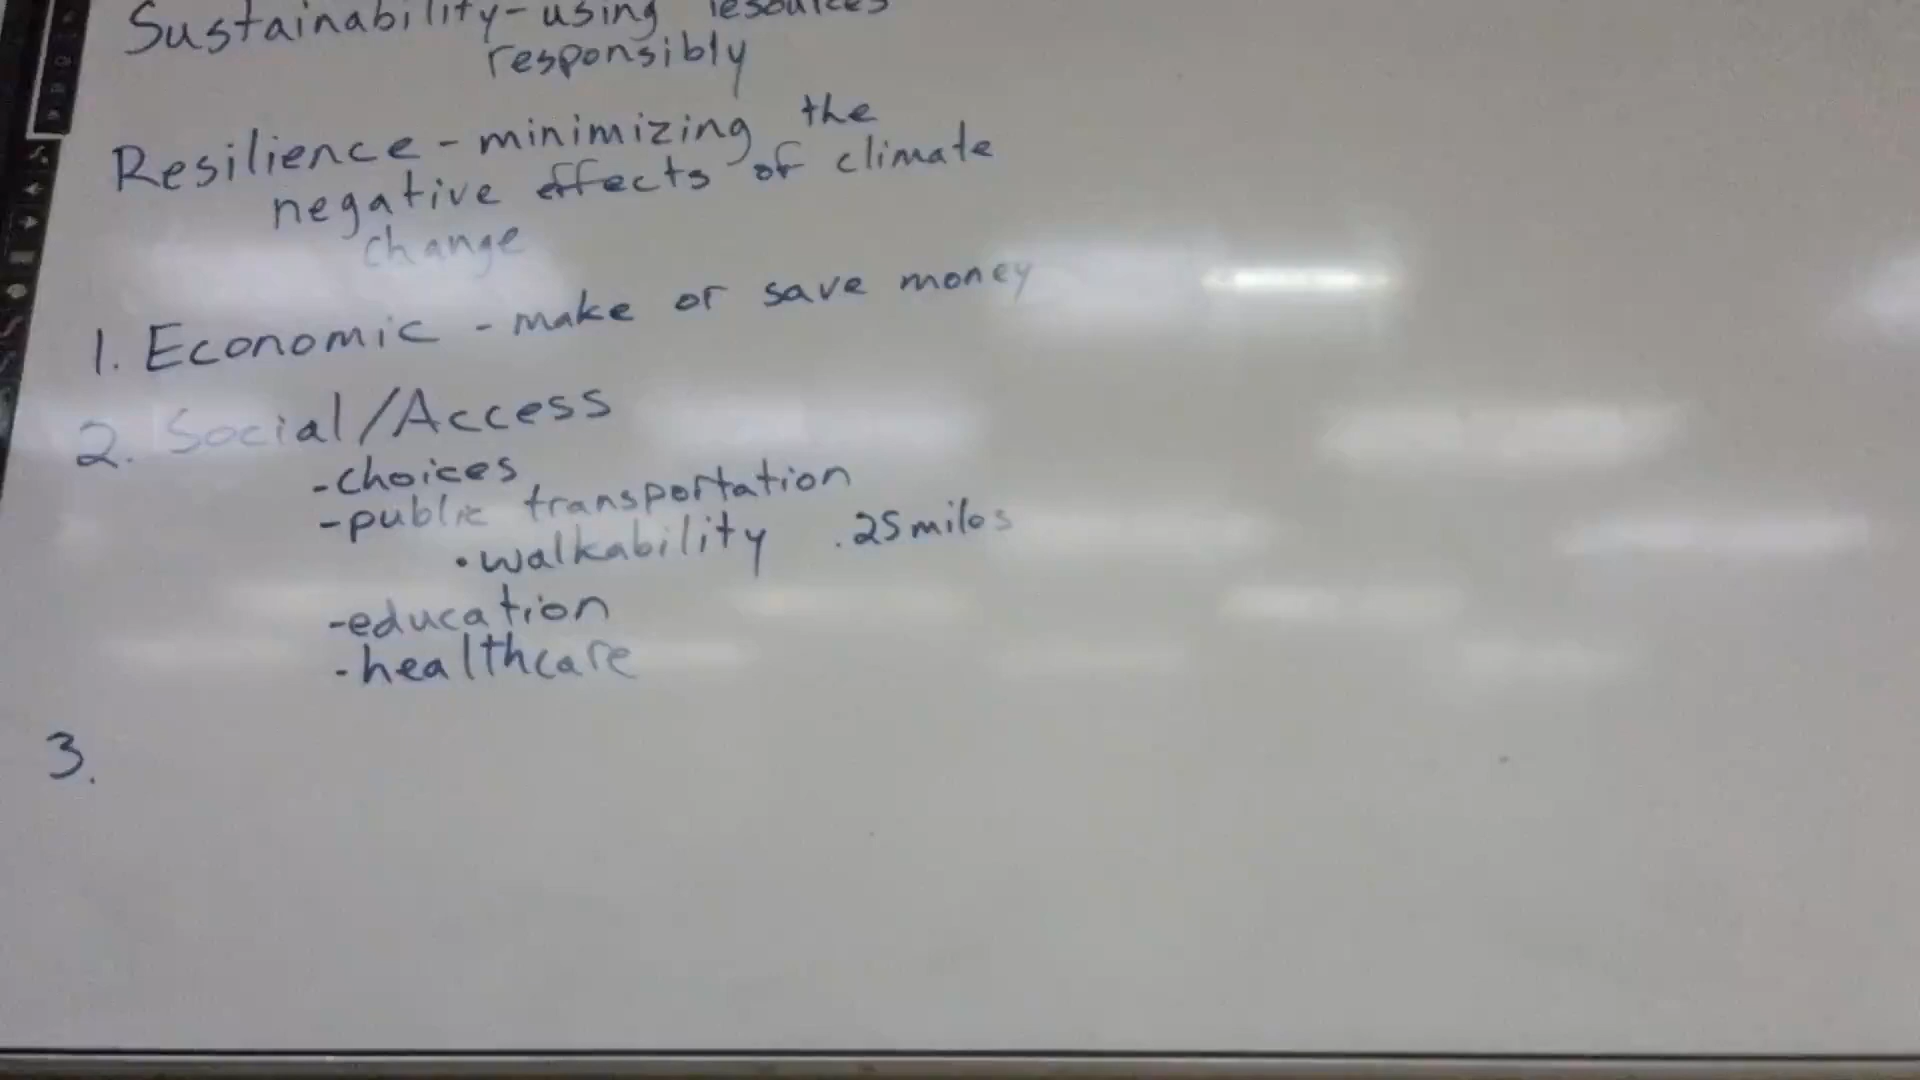 Sustainability - using resources
responsibly
Resilience - minimizing the
negative effects of climate
change
1. Economic - make or save money
2. Social/Access
- choices
- public transportation
• walkability .25 miles
- education
- healthcare
3.